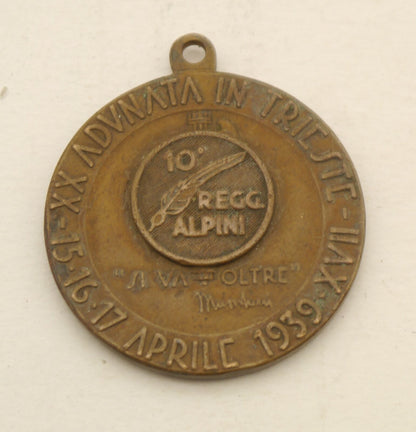 XX ADVNATA IN TRIESTE - XVII
-15·16·17 APRILE 1939·
10°
REGG.
ALPINI
"SI VA OLTRE"